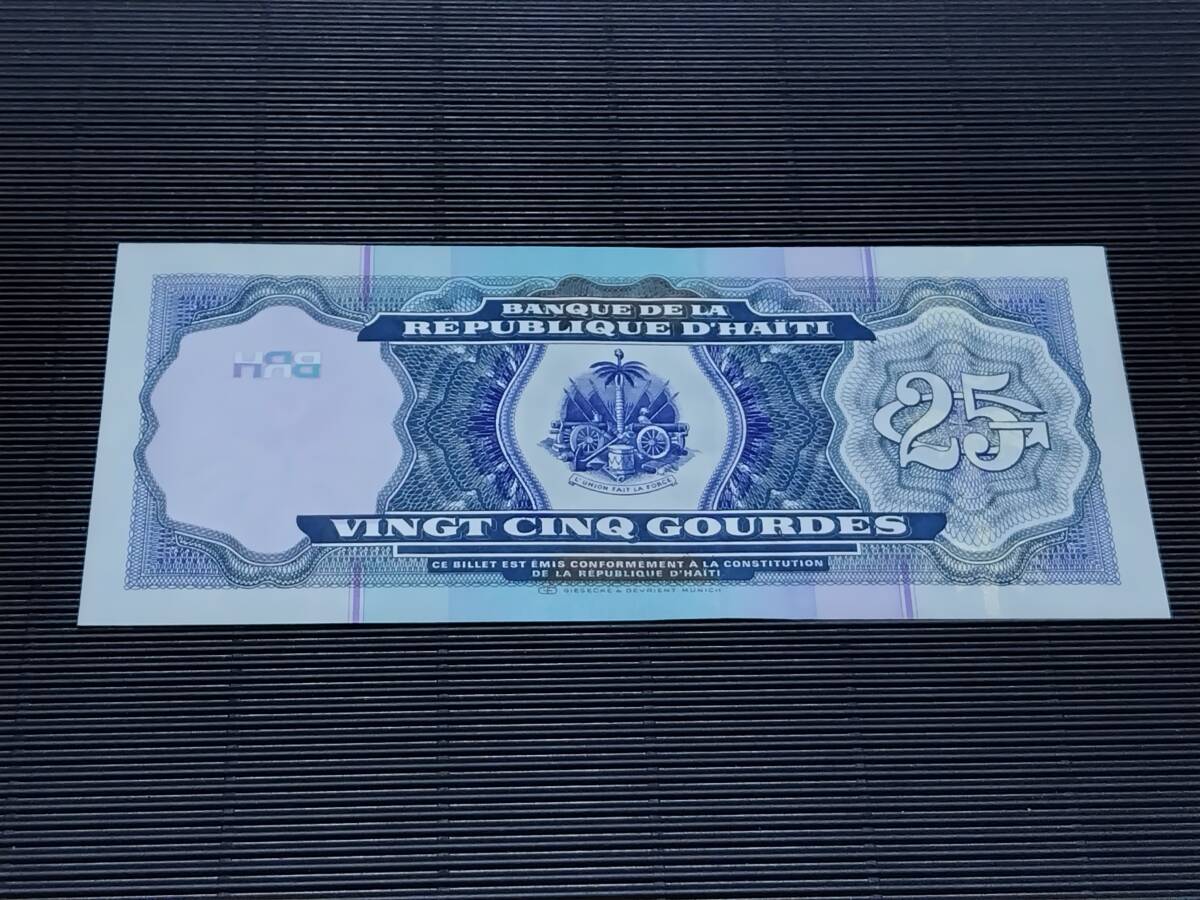 BANQUE DE LA
RÉPUBLIQUE D'HAÏTI
25
L'UNION FAIT LA FORCE
VINGT CINQ GOURDES
CE BILLET EST ÉMIS CONFORMEMENT À LA CONSTITUTION
DE LA RÉPUBLIQUE D'HAÏTI
GIESECKE & DEVRIENT MUNICH